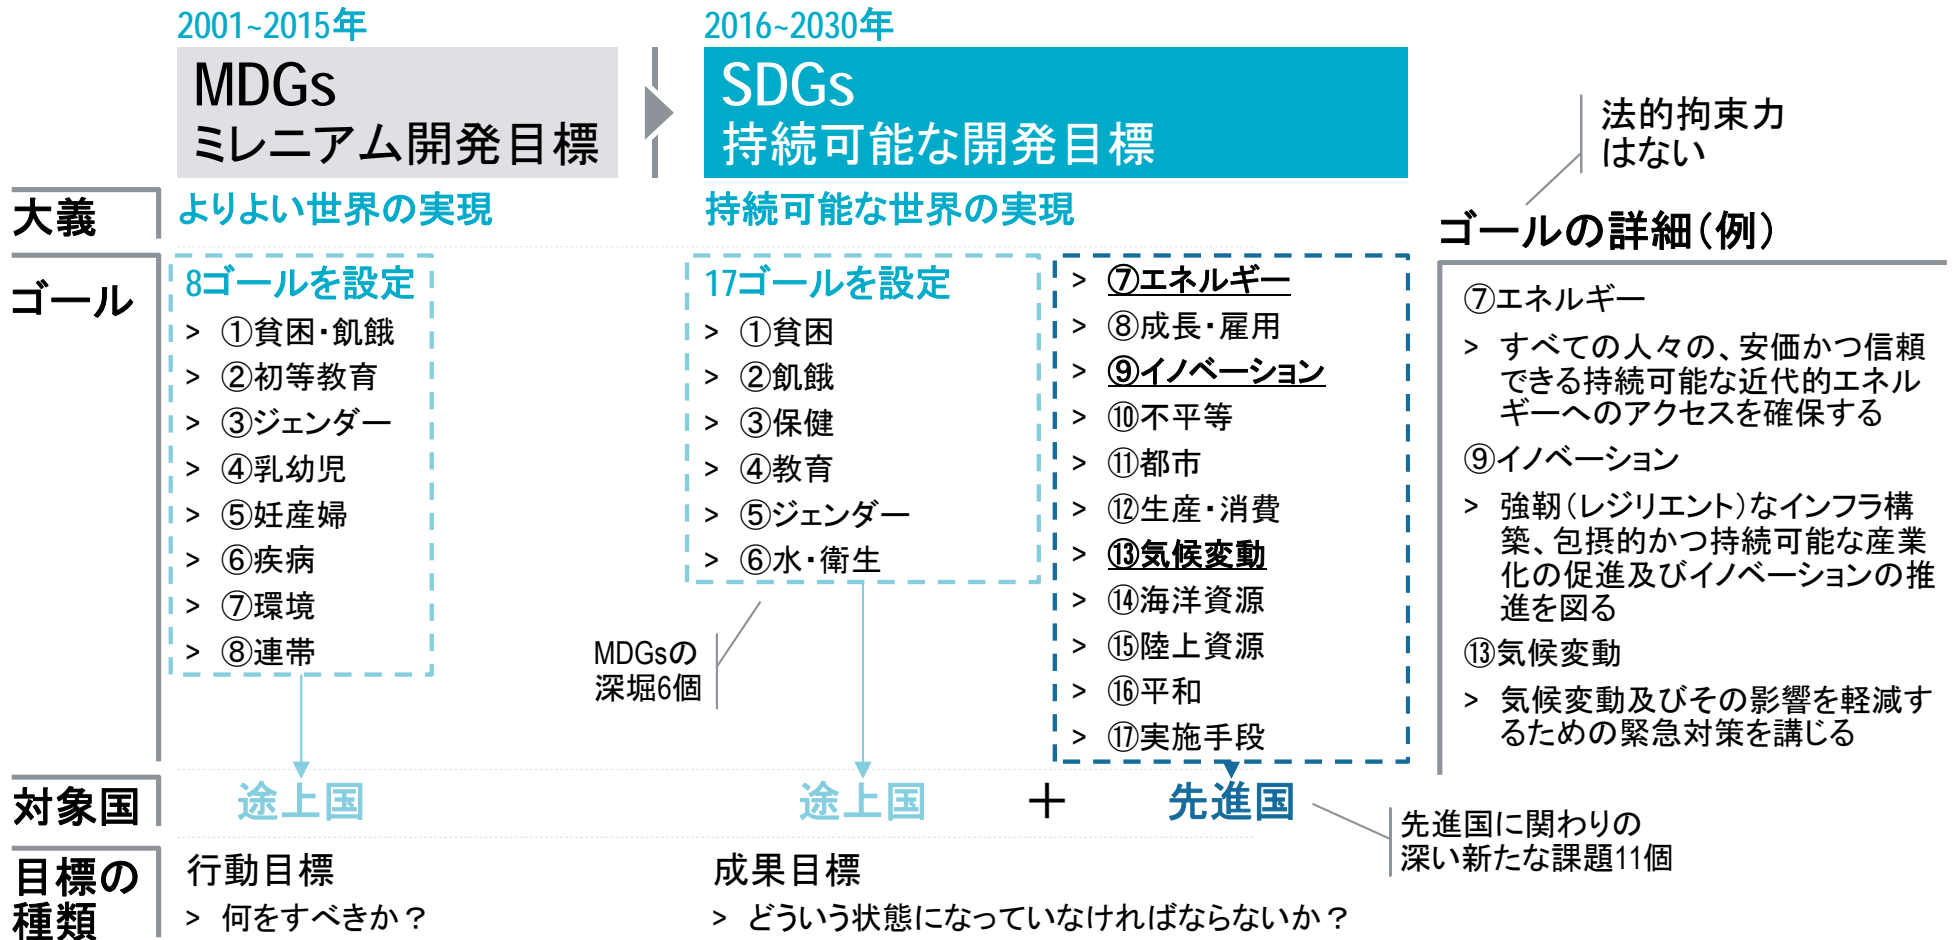 2001~2015年
MDGs
ミレニアム開発目標
2016~2030年
SDGs
持続可能な開発目標
法的拘束力
はない
大義
よりよい世界の実現
持続可能な世界の実現
ゴール
8ゴールを設定
> ①貧困・飢餓
> ②初等教育
> ③ジェンダー
> ④乳幼児
> ⑤妊産婦
> ⑥疾病
> ⑦環境
> ⑧連帯
17ゴールを設定
> ①貧困
> ②飢餓
> ③保健
> ④教育
> ⑤ジェンダー
> ⑥水・衛生
MDGsの
深堀6個
> ⑦エネルギー
> ⑧成長・雇用
> ⑨イノベーション
> ⑩不平等
> ⑪都市
> ⑫生産・消費
> ⑬気候変動
> ⑭海洋資源
> ⑮陸上資源
> ⑯平和
> ⑰実施手段
ゴールの詳細（例）
⑦エネルギー
> すべての人々の、安価かつ信頼
できる持続可能な近代的エネル
ギーへのアクセスを確保する
⑨イノベーション
> 強靭（レジリエント）なインフラ構
築、包摂的かつ持続可能な産業
化の促進及びイノベーションの推
進を図る
⑬気候変動
> 気候変動及びその影響を軽減す
るための緊急対策を講じる
対象国
途上国
途上国
＋
先進国
先進国に関わりの
深い新たな課題11個
目標の
種類
行動目標
> 何をすべきか？
成果目標
> どういう状態になっていなければならないか？